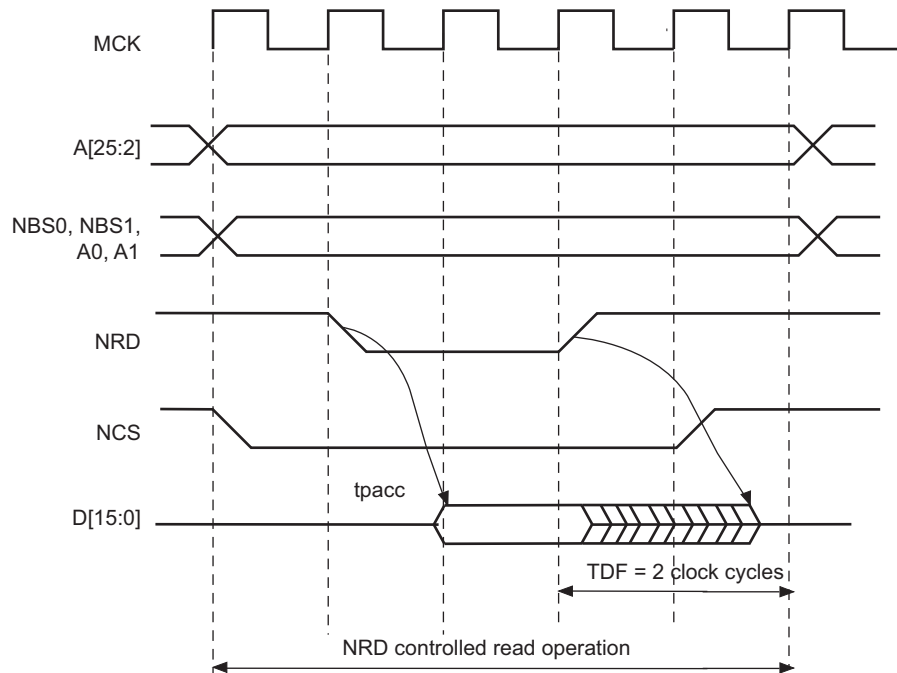 MCK
A[25:2]
NBS0, NBS1,
A0, A1
NRD
NCS
tpacc
D[15:0]
TDF = 2 clock cycles
NRD controlled read operation